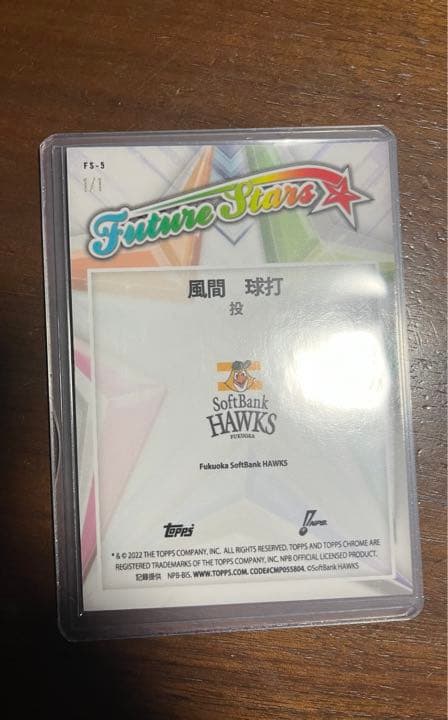 FS-5
1/1
Future Stars
風間 球打
投
SoftBank
HAWKS
FUKUOKA
Fukuoka SoftBank HAWKS
topps
NPB
* & © 2022 THE TOPPS COMPANY, INC. ALL RIGHTS RESERVED. TOPPS AND TOPPS CHROME ARE
REGISTERED TRADEMARKS OF THE TOPPS COMPANY, INC. NPB OFFICIAL LICENSED PRODUCT.
記録提供 NPB-BIS. WWW.TOPPS.COM. CODE#CMP055804. ©SoftBank HAWKS